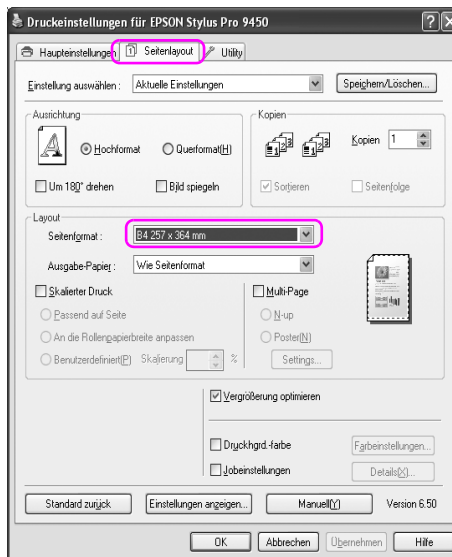 Druckeinstellungen für EPSON Stylus Pro 9450
Haupteinstellungen Seitenlayout Utility
Einstellung auswählen : Aktuelle Einstellungen Speichern/Löschen...
Ausrichtung
Hochformat Querformat(H)
Um 180° drehen Bild spiegeln
Kopien
Kopien 1
Sortieren Seitenfolge
Layout
Seitenformat : B4 257 x 364 mm
Ausgabe-Papier : Wie Seitenformat
Skalierter Druck
Passend auf Seite
An die Rollenpapierbreite anpassen
Benutzerdefiniert(P) Skalierung %
Multi-Page
N-up
Poster(N)
Settings...
Vergrößerung optimieren
Druckhgrd.-farbe Farbeinstellungen...
Jobeinstellungen Details(X)...
Standard zurück Einstellungen anzeigen... Manuell(Y) Version 6.50
OK Abbrechen Übernehmen Hilfe